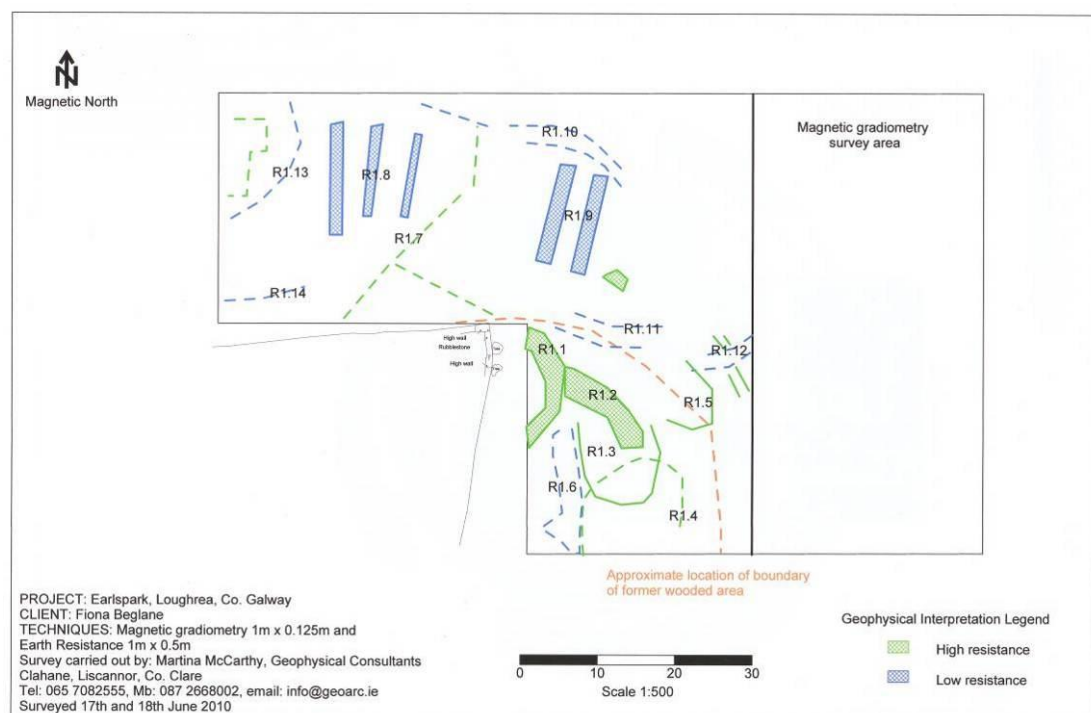 N
Magnetic North
Magnetic gradiometry
survey area
R1.10
R1.13
R1.8
R1.9
R1.7
R1.14
High wall
Rubblestone
High wall
R1.11
R1.1
R1.12
R1.2
R1.5
R1.3
R1.6
R1.4
Approximate location of boundary
of former wooded area
PROJECT: Earlspark, Loughrea, Co. Galway
CLIENT: Fiona Beglane
TECHNIQUES: Magnetic gradiometry 1m x 0.125m and
Earth Resistance 1m x 0.5m
Survey carried out by: Martina McCarthy, Geophysical Consultants
Clahane, Liscannor, Co. Clare
Tel: 065 7082555, Mb: 087 2668002, email: info@geoarc.ie
Surveyed 17th and 18th June 2010
0 10 20 30
Scale 1:500
Geophysical Interpretation Legend
High resistance
Low resistance